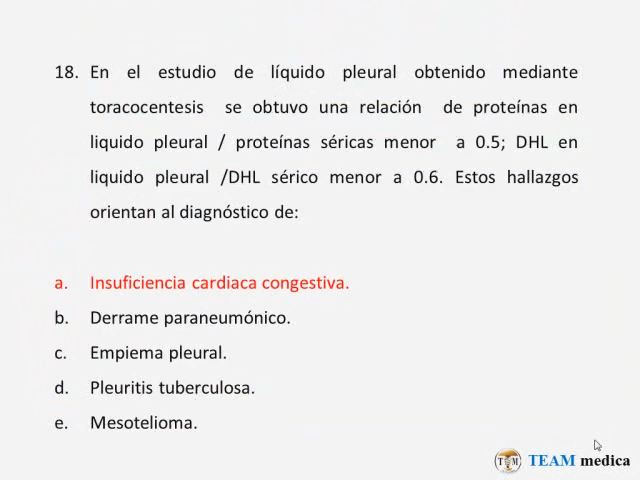 18. En el estudio de líquido pleural obtenido mediante
toracocentesis se obtuvo una relación de proteínas en
liquido pleural / proteínas séricas menor a 0.5; DHL en
liquido pleural /DHL sérico menor a 0.6. Estos hallazgos
orientan al diagnóstico de:
a. Insuficiencia cardiaca congestiva.
b. Derrame paraneumónico.
c. Empiema pleural.
d. Pleuritis tuberculosa.
e. Mesotelioma.
TEAM medica